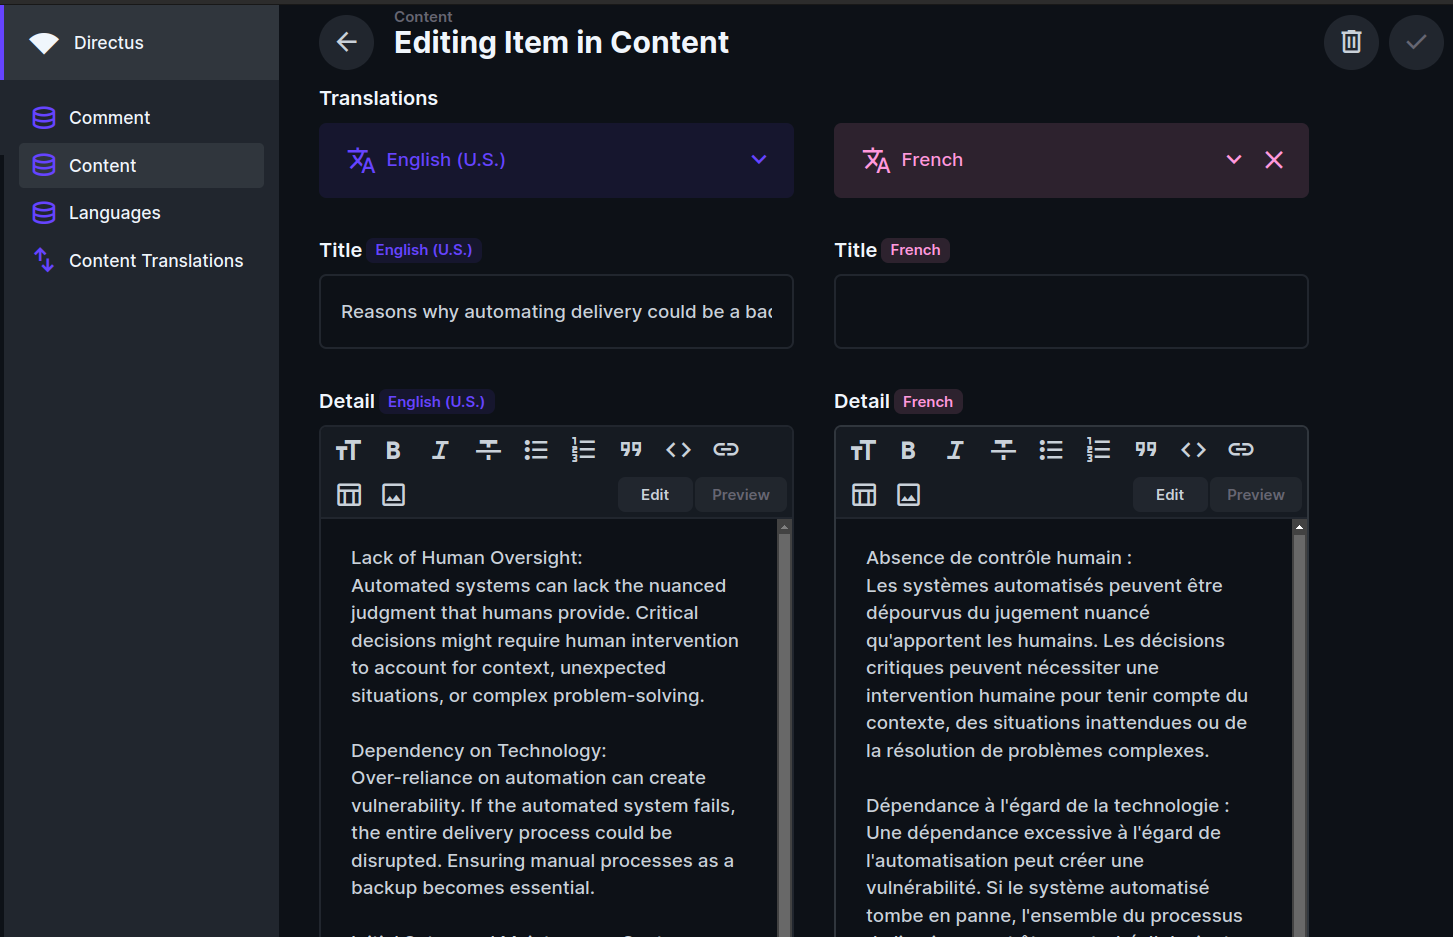 Directus
Comment
Content
Languages
Content Translations
Content
Editing Item in Content
Translations
English (U.S.)
French
Title English (U.S.)
Reasons why automating delivery could be a
Title French
Detail English (U.S.)
Edit
Preview
Lack of Human Oversight:
Automated systems can lack the nuanced
judgment that humans provide. Critical
decisions might require human intervention
to account for context, unexpected
situations, or complex problem-solving.
Dependency on Technology:
Over-reliance on automation can create
vulnerability. If the automated system fails,
the entire delivery process could be
disrupted. Ensuring manual processes as a
backup becomes essential.
Detail French
Edit
Preview
Absence de contrôle humain :
Les systèmes automatisés peuvent être
dépourvus du jugement nuancé
qu'apportent les humains. Les décisions
critiques peuvent nécessiter une
intervention humaine pour tenir compte du
contexte, des situations inattendues ou de
la résolution de problèmes complexes.
Dépendance à l'égard de la technologie :
Une dépendance excessive à l'égard de
l'automatisation peut créer une
vulnérabilité. Si le système automatisé
tombe en panne, l'ensemble du processus